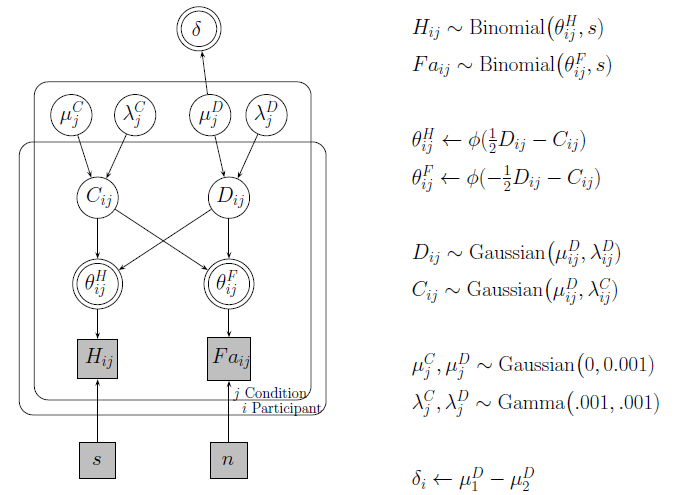 δ
μ_j^C λ_j^C μ_j^D λ_j^D
C_ij D_ij
θ_ij^H θ_ij^F
H_ij Fa_ij
j Condition
i Participant
s n
H_ij ∼ Binomial(θ_ij^H, s)
Fa_ij ∼ Binomial(θ_ij^F, s)
θ_ij^H ← ϕ(½D_ij − C_ij)
θ_ij^F ← ϕ(−½D_ij − C_ij)
D_ij ∼ Gaussian(μ_ij^D, λ_ij^D)
C_ij ∼ Gaussian(μ_ij^D, λ_ij^C)
μ_j^C, μ_j^D ∼ Gaussian(0, 0.001)
λ_j^C, λ_j^D ∼ Gamma(.001, .001)
δ_i ← μ_1^D − μ_2^D